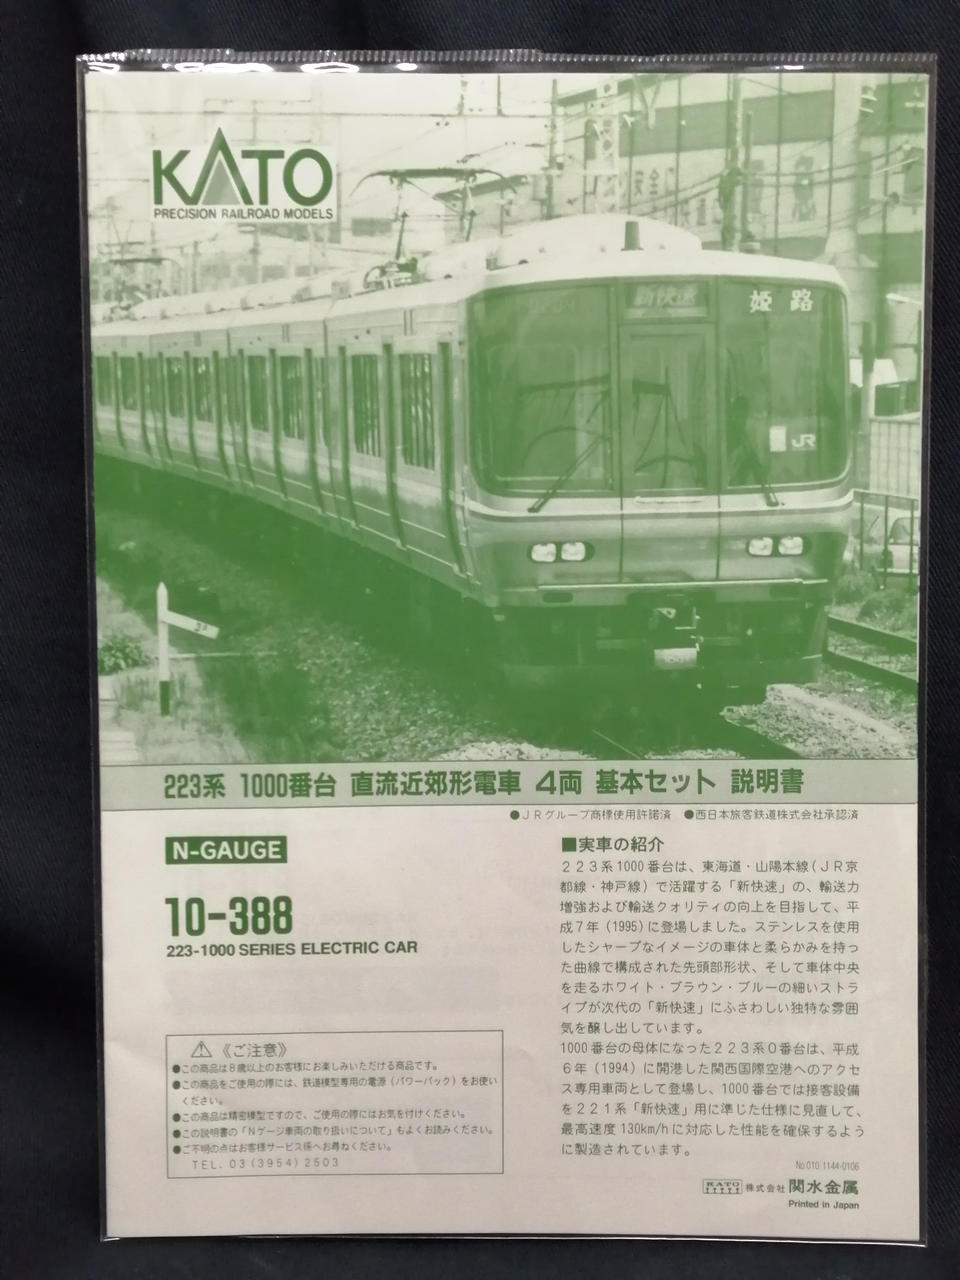 KATO
PRECISION RAILROAD MODELS
新快速
姫路
JR
223系 1000番台 直流近郊形電車 4両 基本セット 説明書
●JRグループ商標使用許諾済 ●西日本旅客鉄道株式会社承認済
N-GAUGE
10-388
223-1000 SERIES ELECTRIC CAR
⚠《ご注意》
●この商品は8歳以上のお客様にお楽しみいただける商品です。
●この商品をご使用の際には、鉄道模型専用の電源（パワーパック）をお使い
ください。
●この商品は精密模型ですので、ご使用の際にはお気を付けください。
●この説明書の「Nゲージ車両の取り扱いについて」もよくお読みください。
●ご不明の点はお客様サービス係へお尋ねください。
TEL. 03(3954)2503
■実車の紹介
223系1000番台は、東海道・山陽本線（JR京
都線・神戸線）で活躍する「新快速」の、輸送力
増強および輸送クオリティの向上を目指して、平
成7年（1995）に登場しました。ステンレスを使用
したシャープなイメージの車体と柔らかみを持っ
た曲線で構成された先頭部形状、そして車体中央
を走るホワイト・ブラウン・ブルーの細いストラ
イプが次代の「新快速」にふさわしい独特な雰囲
気を醸し出しています。
1000番台の母体になった223系0番台は、平成
6年（1994）に開港した関西国際空港へのアクセ
ス専用車両として登場し、1000番台では接客設備
を221系「新快速」用に準じた仕様に見直して、
最高速度130km/hに対応した性能を確保するよう
に製造されています。
No.010 1144-0106
KATO 株式会社 関水金属
Printed in Japan